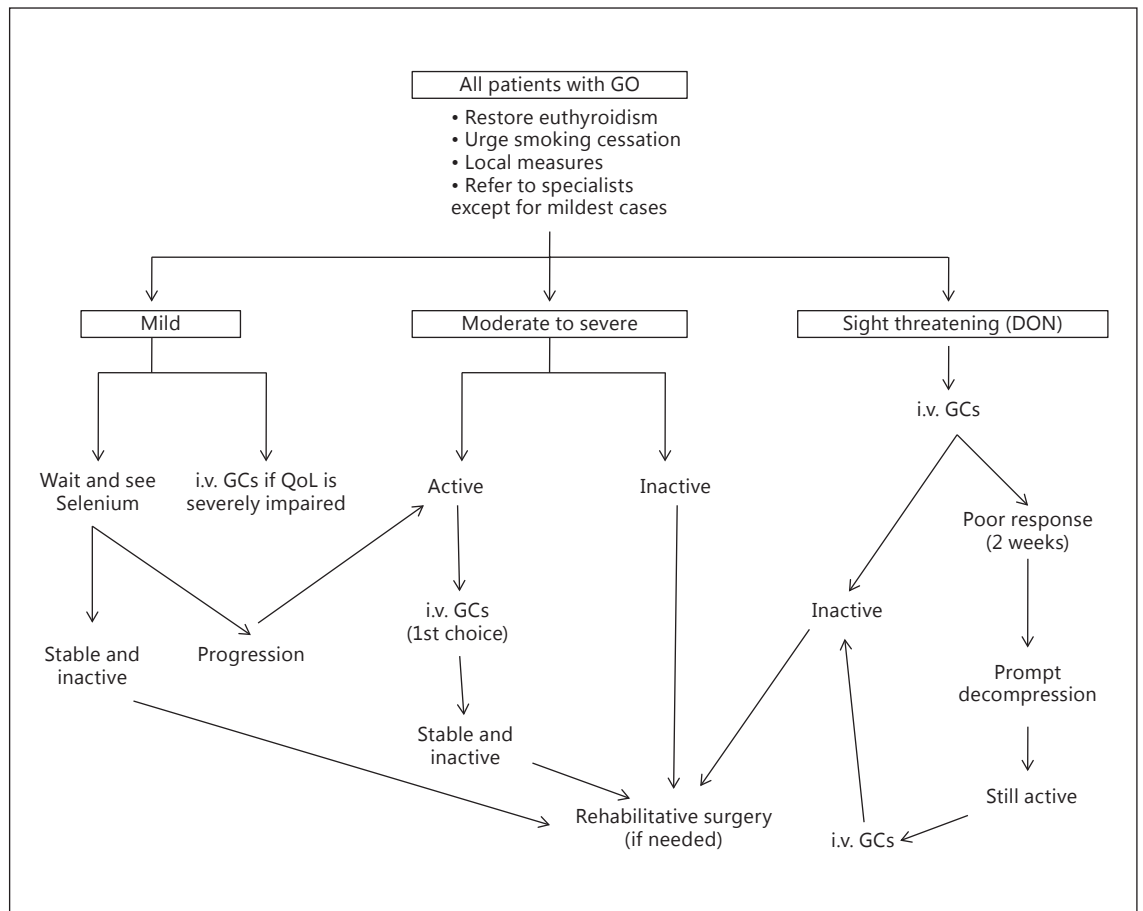 All patients with GO
• Restore euthyroidism
• Urge smoking cessation
• Local measures
• Refer to specialists
except for mildest cases
Mild
Moderate to severe
Sight threatening (DON)
i.v. GCs
Wait and see
Selenium
i.v. GCs if QoL is
severely impaired
Active
Inactive
Poor response
(2 weeks)
i.v. GCs
(1st choice)
Inactive
Stable and
inactive
Progression
Prompt
decompression
Stable and
inactive
Still active
Rehabilitative surgery
(if needed)
i.v. GCs